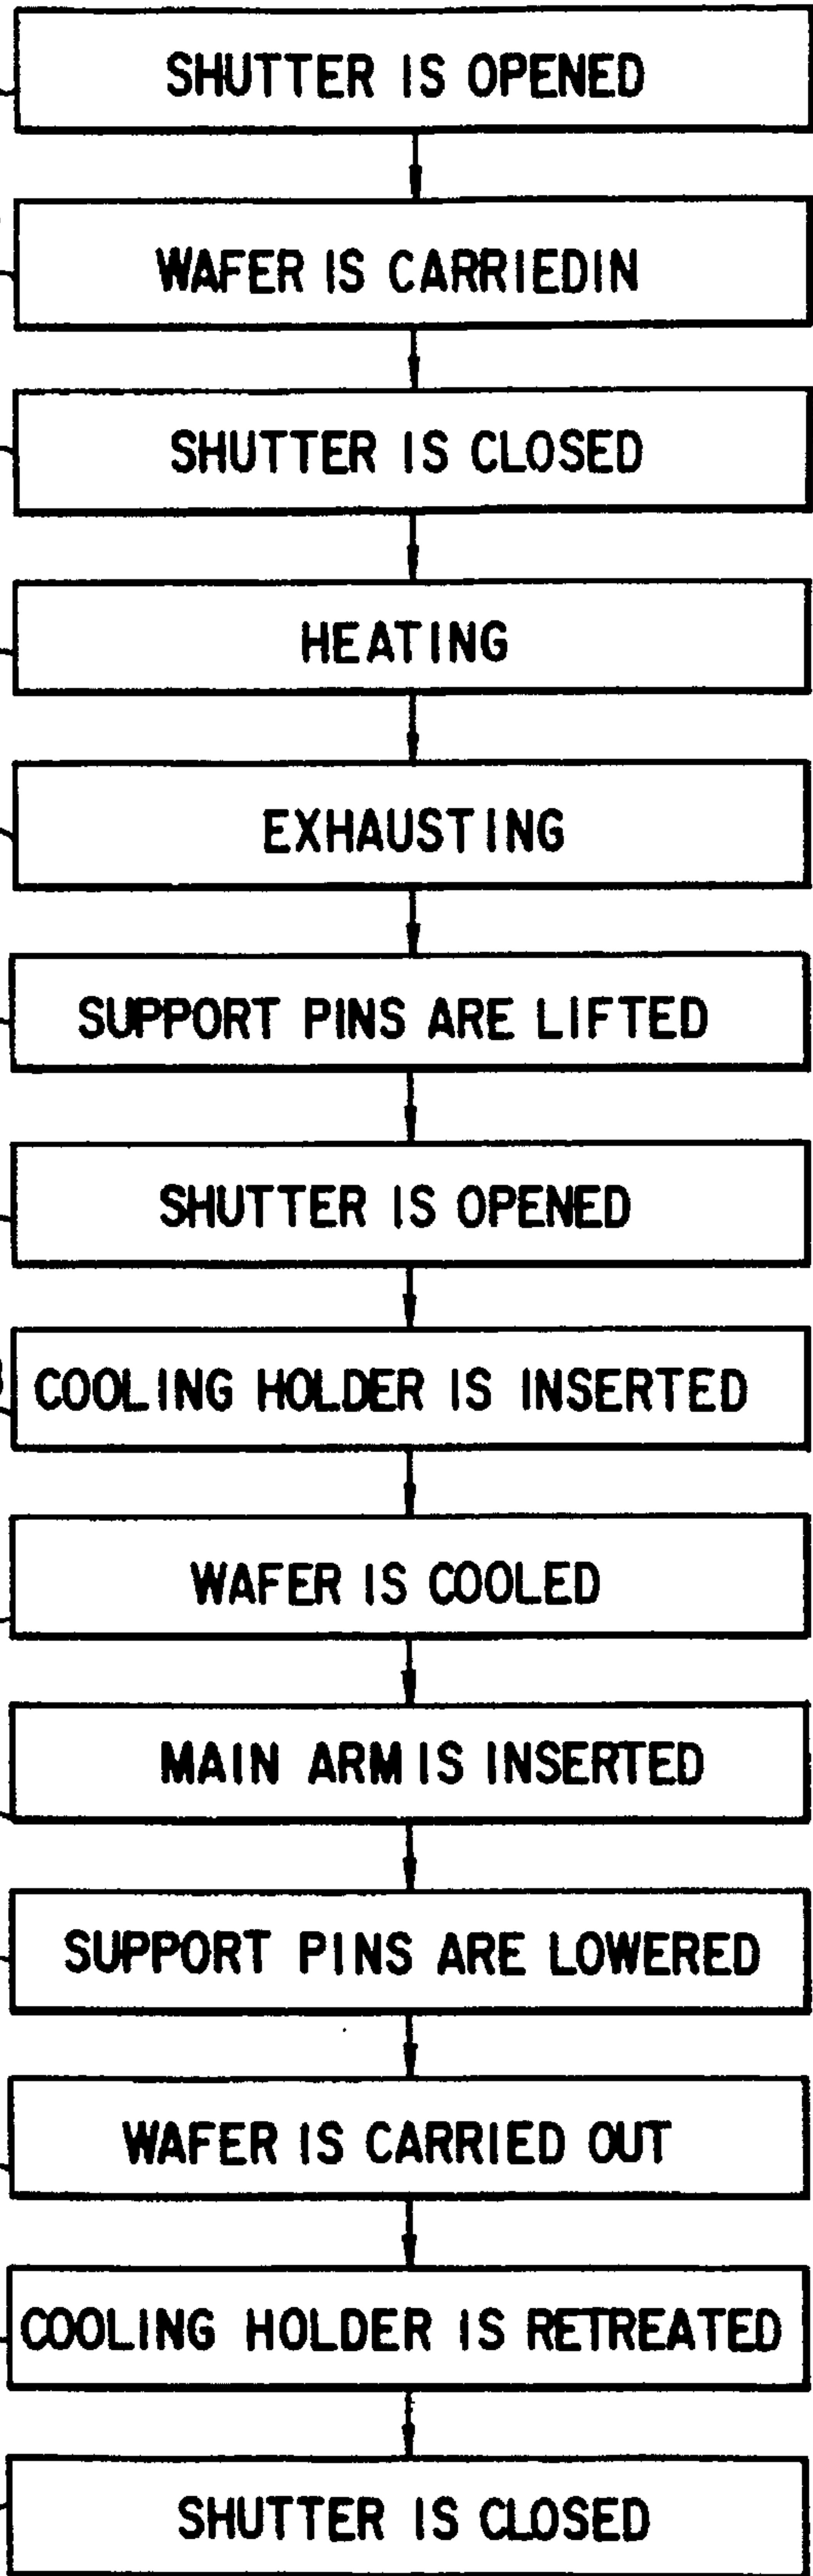 SHUTTER IS OPENED
WAFER IS CARRIEDIN
SHUTTER IS CLOSED
HEATING
EXHAUSTING
SUPPORT PINS ARE LIFTED
SHUTTER IS OPENED
COOLING HOLDER IS INSERTED
WAFER IS COOLED
MAIN ARM IS INSERTED
SUPPORT PINS ARE LOWERED
WAFER IS CARRIED OUT
COOLING HOLDER IS RETREATED
SHUTTER IS CLOSED